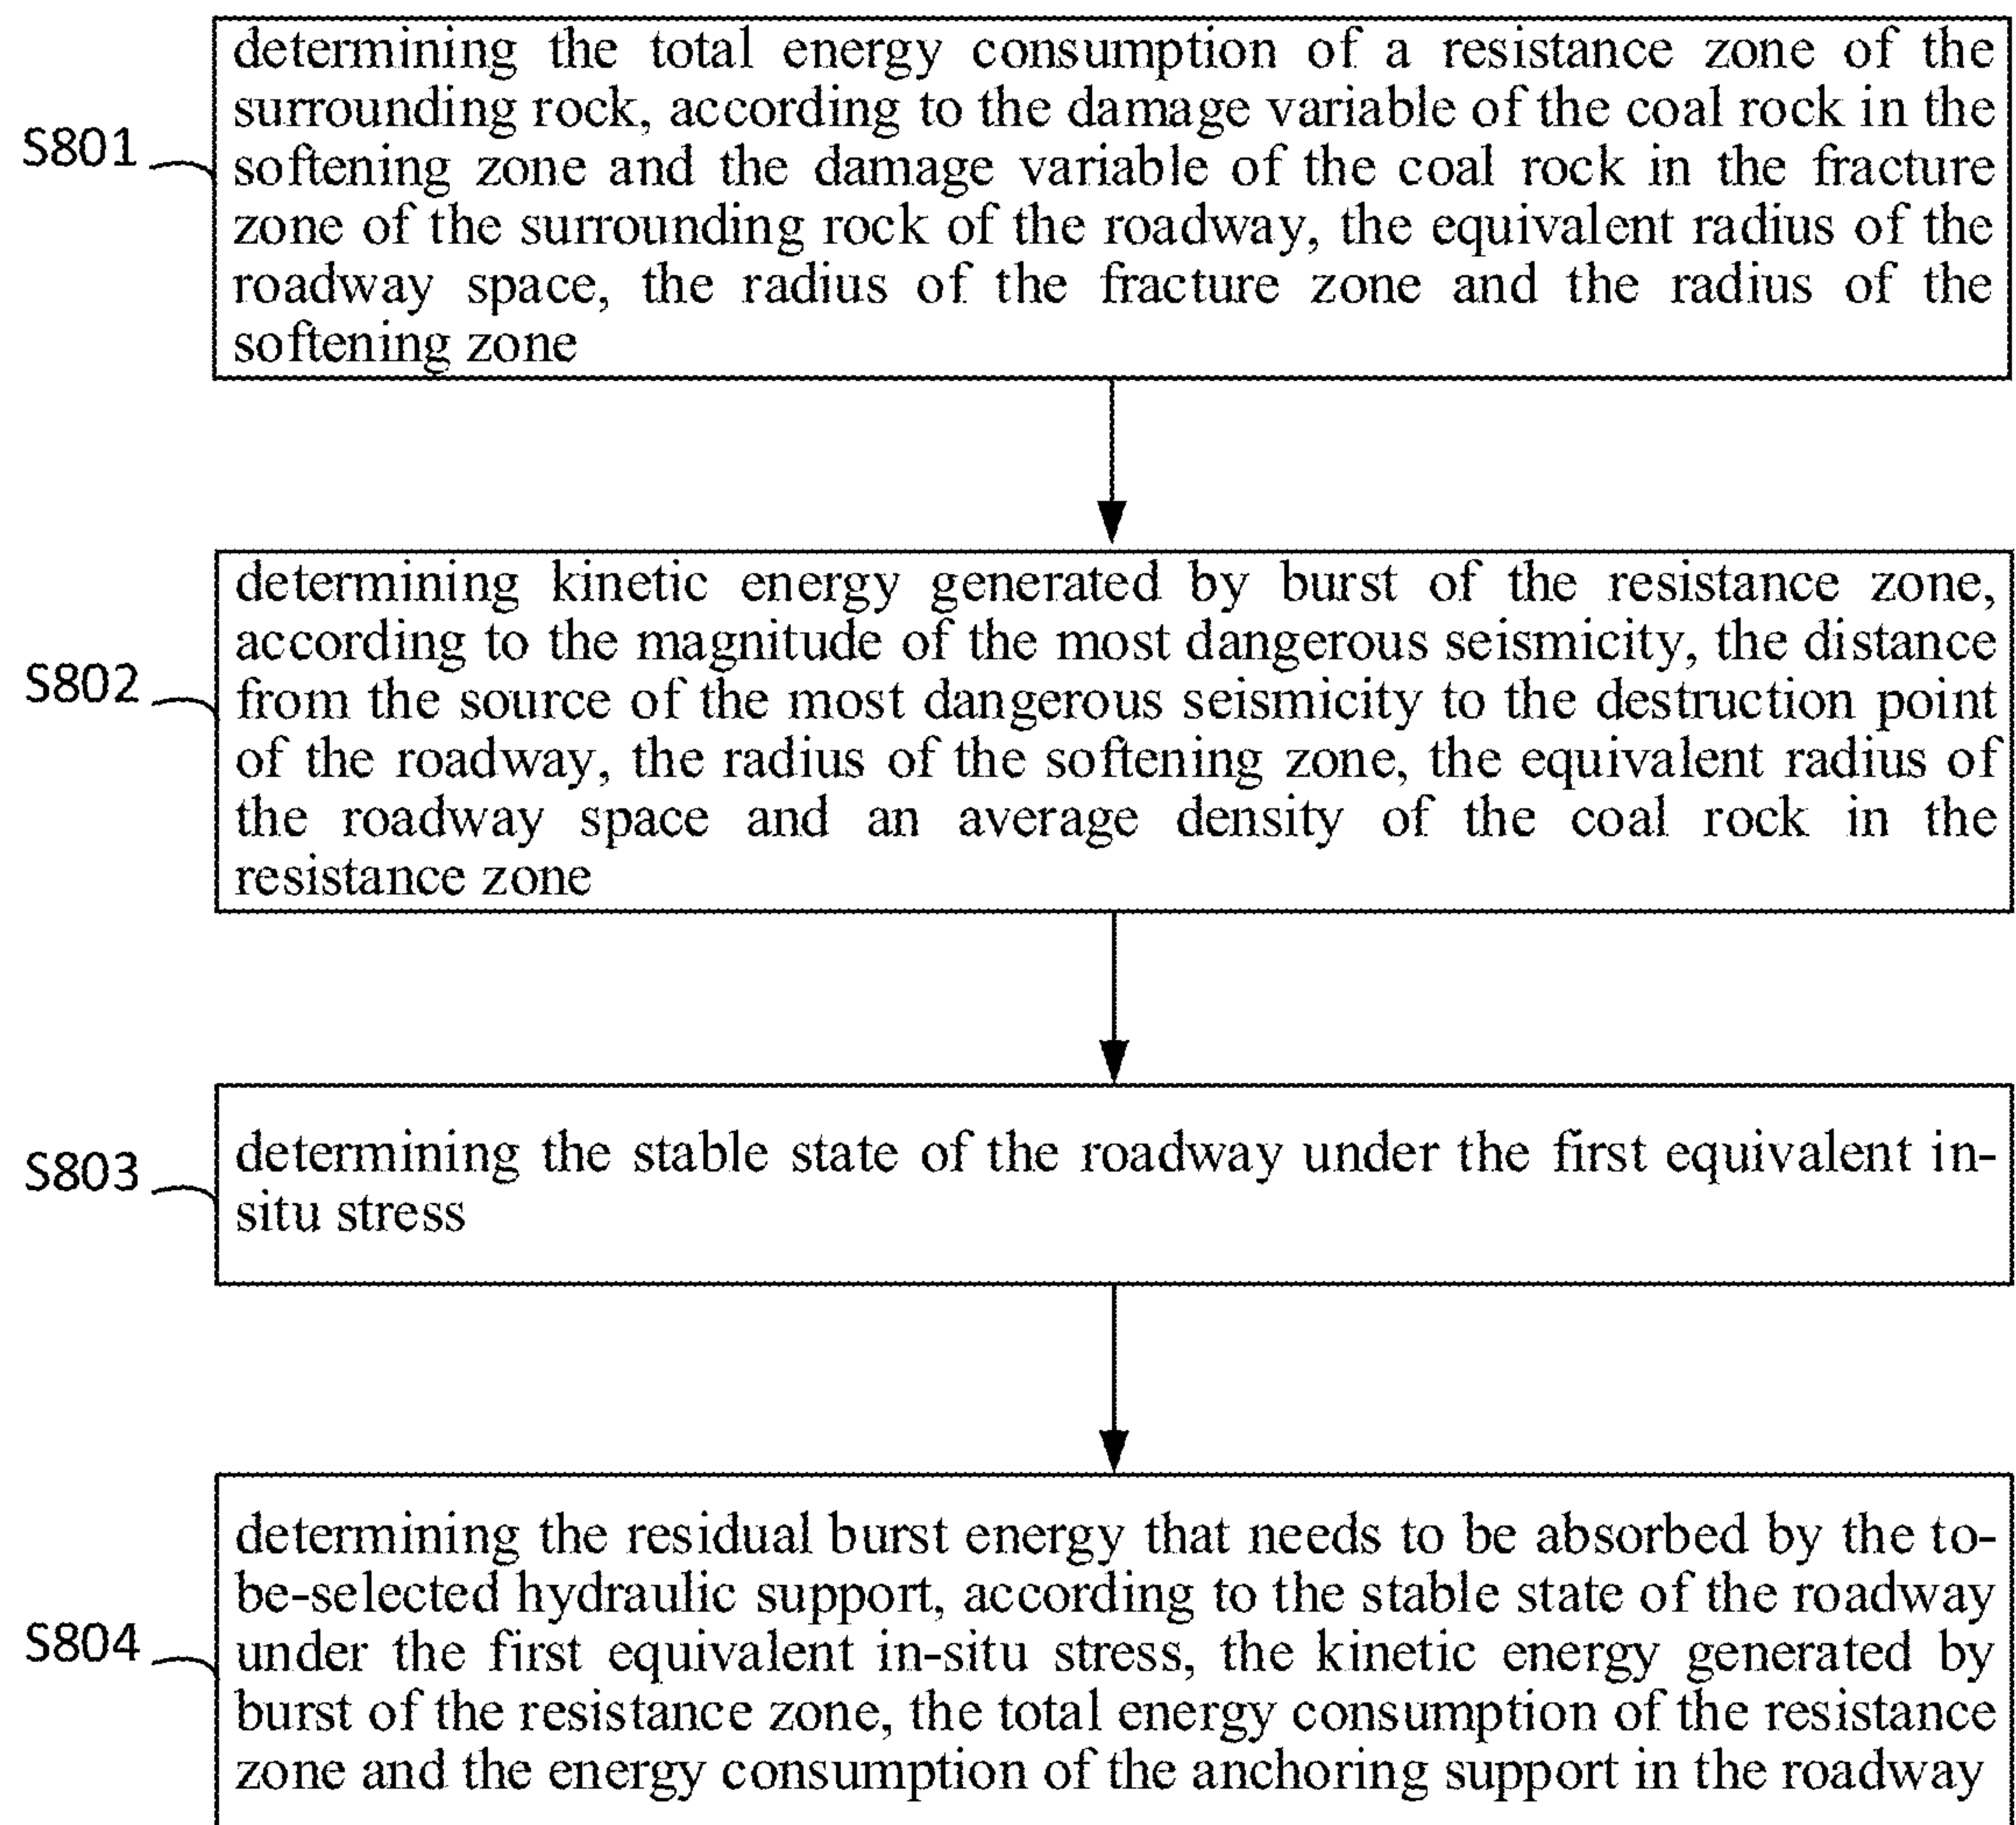 determining the total energy consumption of a resistance zone of the
surrounding rock, according to the damage variable of the coal rock in the
S801
softening zone and the damage variable of the coal rock in the fracture
zone of the surrounding rock of the roadway, the equivalent radius of the
roadway space, the radius of the fracture zone and the radius of the
softening zone
determining kinetic energy generated by burst of the resistance zone,
according to the magnitude of the most dangerous seismicity, the distance
S802
from the source of the most dangerous seismicity to the destruction point
of the roadway, the radius of the softening zone, the equivalent radius of
the roadway space and an average density of the coal rock in the
resistance zone
S803
determining the stable state of the roadway under the first equivalent in-
situ stress
determining the residual burst energy that needs to be absorbed by the to-
be-selected hydraulic support, according to the stable state of the roadway
S804
under the first equivalent in-situ stress, the kinetic energy generated by
burst of the resistance zone, the total energy consumption of the resistance
zone and the energy consumption of the anchoring support in the roadway